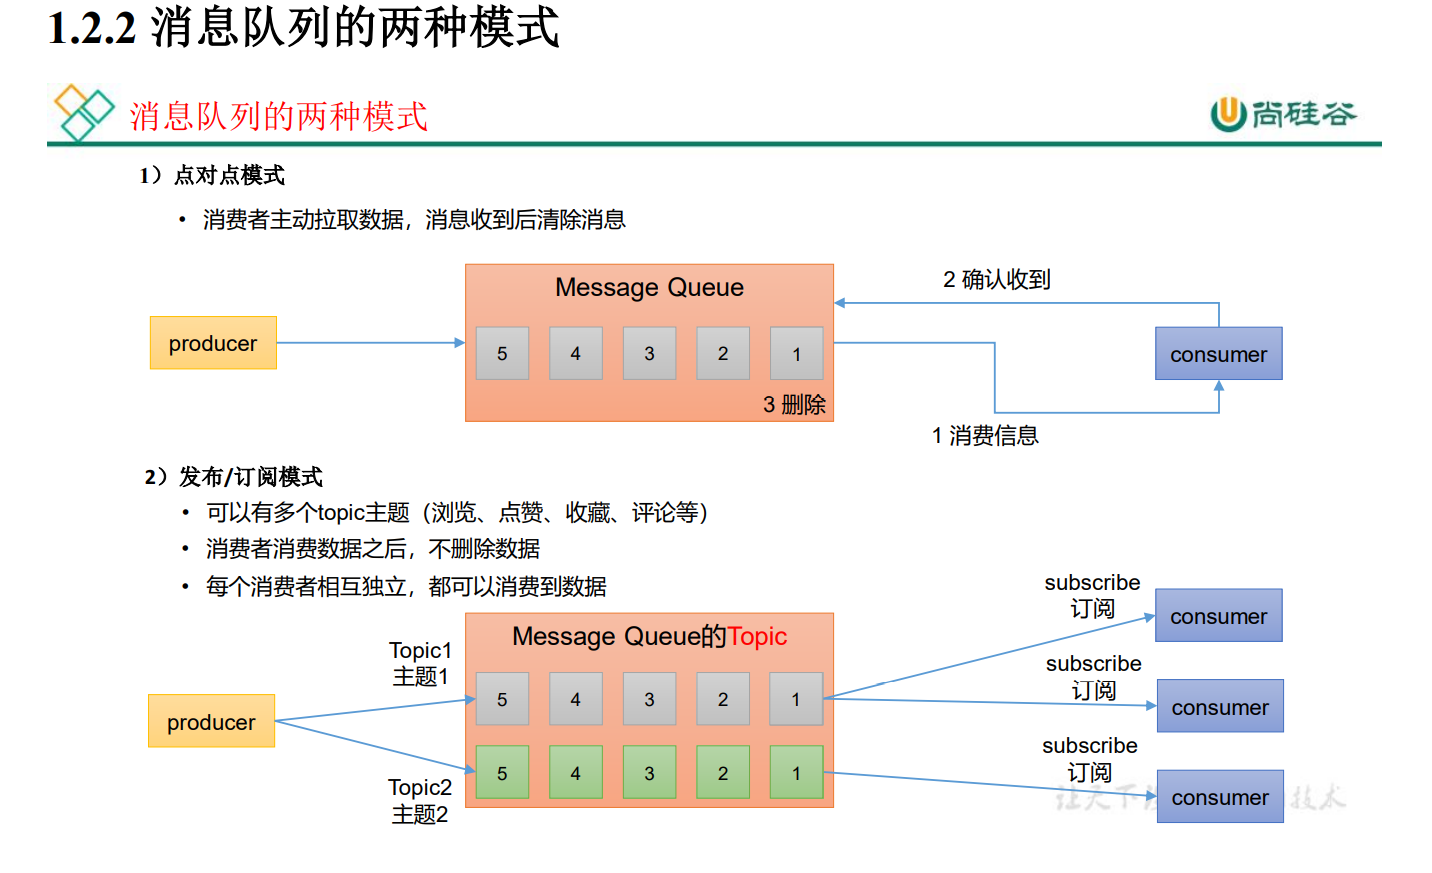 1.2.2 消息队列的两种模式
消息队列的两种模式
尚硅谷
1）点对点模式
• 消费者主动拉取数据，消息收到后清除消息
Message Queue
2 确认收到
producer
5 4 3 2 1
consumer
3 删除
1 消费信息
2）发布/订阅模式
• 可以有多个topic主题（浏览、点赞、收藏、评论等）
• 消费者消费数据之后，不删除数据
• 每个消费者相互独立，都可以消费到数据
subscribe
订阅
consumer
Message Queue的Topic
Topic1
主题1
subscribe
订阅
5 4 3 2 1
consumer
producer
subscribe
订阅
5 4 3 2 1
consumer
Topic2
主题2
让天下 技术